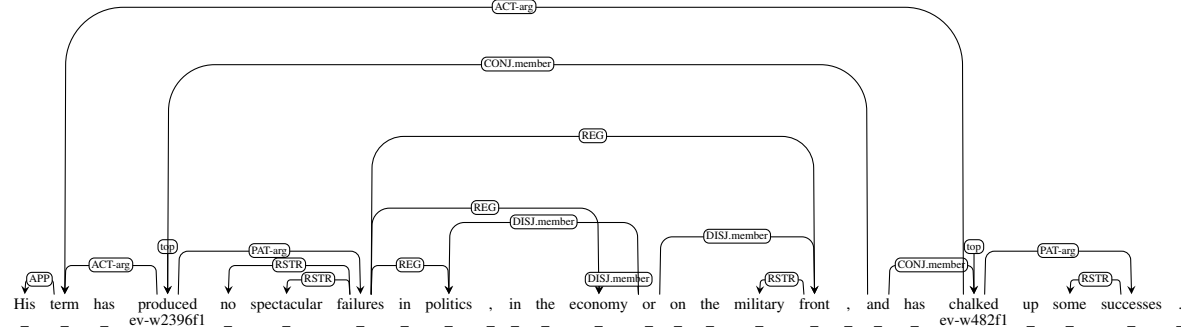 ACT-arg
CONJ.member
REG
REG
DISJ.member
DISJ.member
top top
PAT-arg PAT-arg
ACT-arg RSTR REG CONJ.member
APP RSTR DISJ.member RSTR RSTR
His term has produced no spectacular failures in politics , in the economy or on the military front , and has chalked up some successes .
_ _ _ ev-w2396f1 _ _ _ _ _ _ _ _ _ _ _ _ _ _ _ _ _ ev-w482f1 _ _ _ _